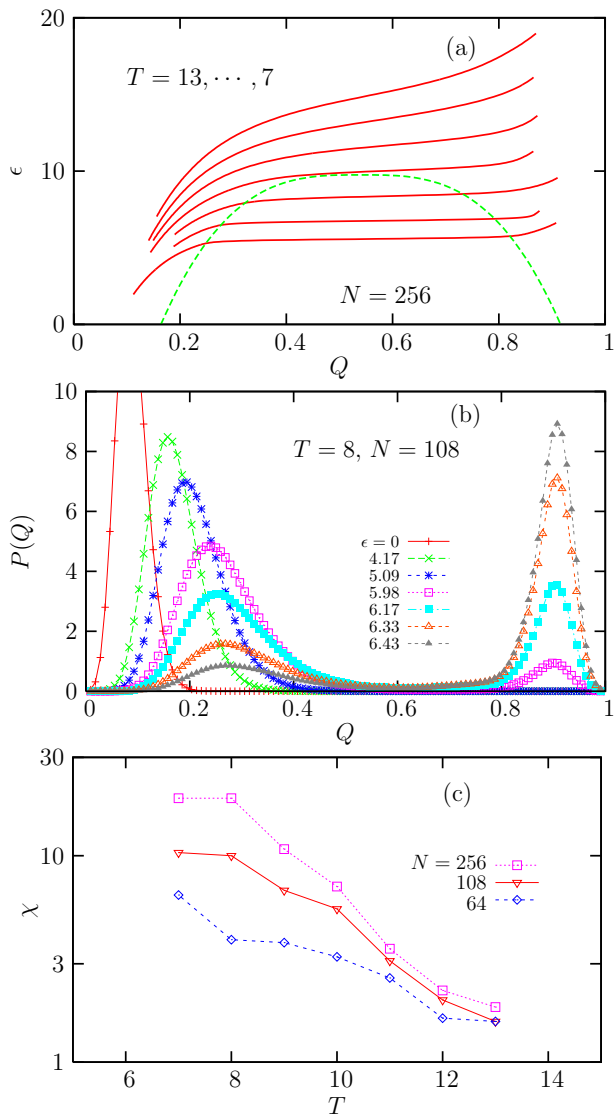 20
(a)
T = 13, ⋯ , 7
ϵ
10
N = 256
0
0
0.2
0.4
0.6
0.8
1
Q
10
(b)
T = 8, N = 108
8
6
P(Q)
ϵ = 0
4.17
5.09
5.98
6.17
6.33
6.43
4
2
0
0
0.2
0.4
0.6
0.8
1
Q
30
(c)
N = 256
108
64
10
χ
3
1
6
8
10
12
14
T